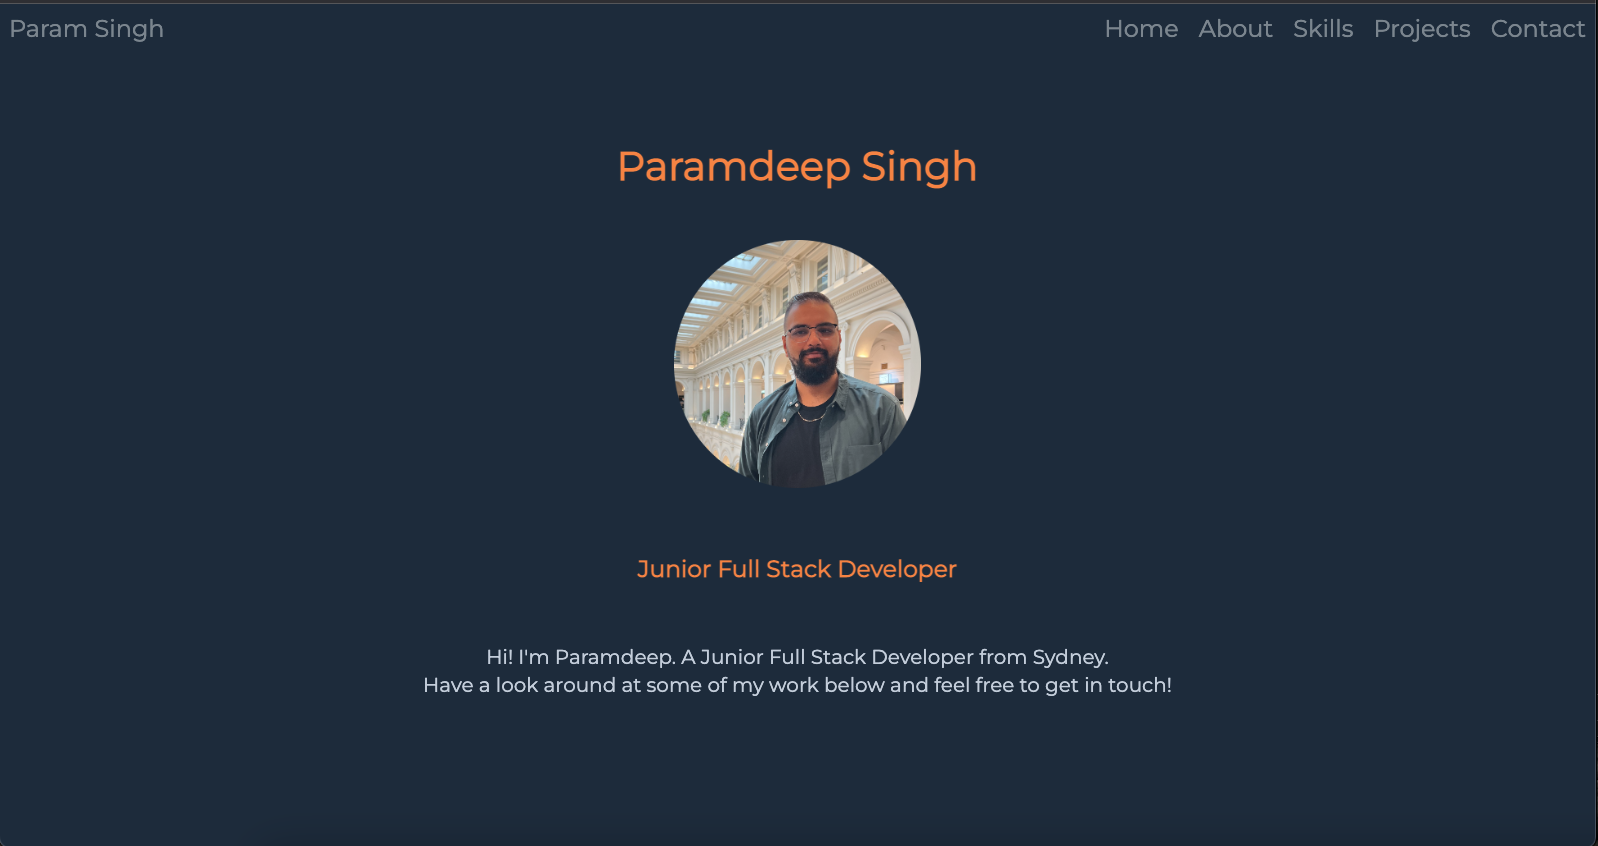 Param Singh
Home About Skills Projects Contact
Paramdeep Singh
Junior Full Stack Developer
Hi! I'm Paramdeep. A Junior Full Stack Developer from Sydney.
Have a look around at some of my work below and feel free to get in touch!